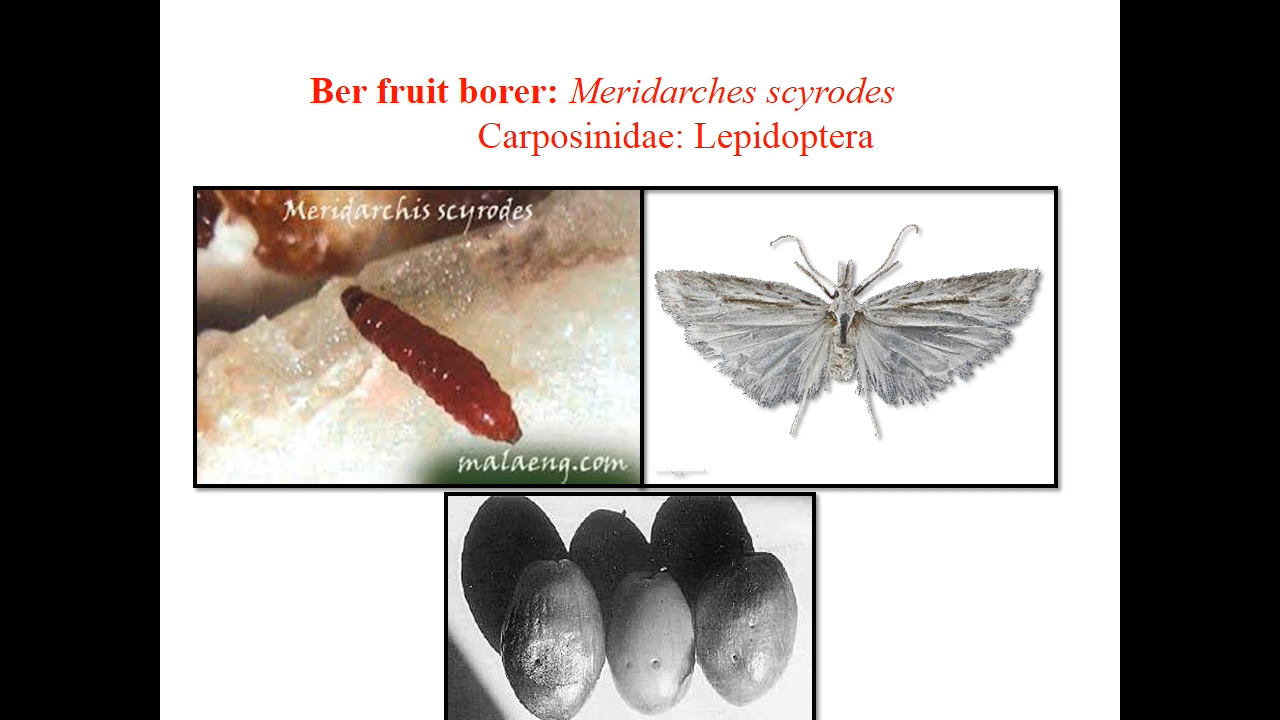 Ber fruit borer: Meridarches scyrodes
Carposinidae: Lepidoptera
Meridarchis scyrodes
malaeng.com